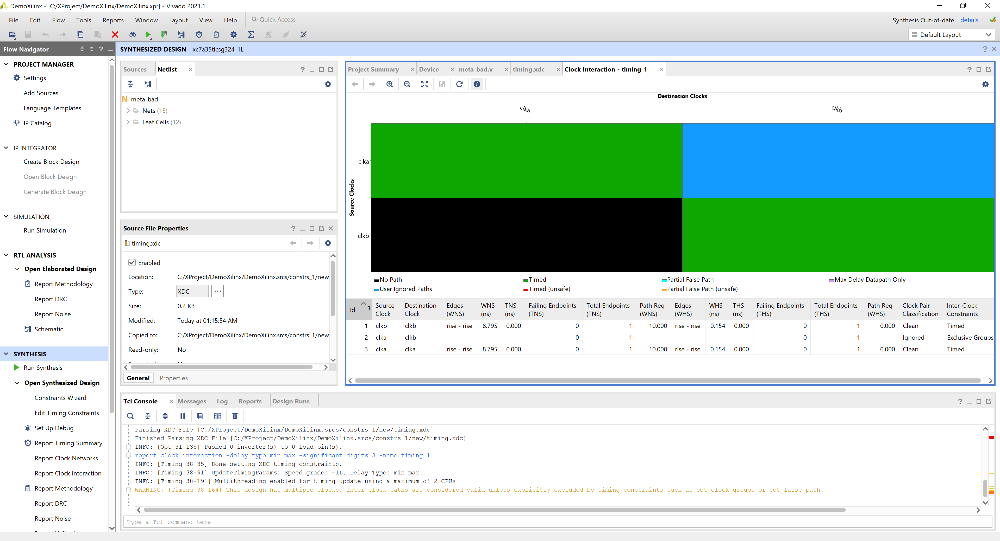 DemoXilinx - [C:/XProject/DemoXilinx/DemoXilinx.xpr] - Vivado 2021.1
File Edit Flow Tools Reports Window Layout View Help Quick Access
Synthesis Out-of-date details
Default Layout
Flow Navigator
PROJECT MANAGER
Settings
Add Sources
Language Templates
IP Catalog
IP INTEGRATOR
Create Block Design
Open Block Design
Generate Block Design
SIMULATION
Run Simulation
RTL ANALYSIS
Open Elaborated Design
Report Methodology
Report DRC
Report Noise
Schematic
SYNTHESIS
Run Synthesis
Open Synthesized Design
Constraints Wizard
Edit Timing Constraints
Set Up Debug
Report Timing Summary
Report Clock Networks
Report Clock Interaction
Report Methodology
Report DRC
Report Noise
SYNTHESIZED DESIGN - xc7a35ticsg324-1L
Sources Netlist
N meta_bad
Nets (15)
Leaf Cells (12)
Source File Properties
timing.xdc
Enabled
Location: C:/XProject/DemoXilinx/DemoXilinx.srcs/constrs_1/new
Type: XDC ...
Size: 0.2 KB
Modified: Today at 01:15:54 AM
Copied to: C:/XProject/DemoXilinx/DemoXilinx.srcs/constrs_1/new
Read-only: No
General Properties
Project Summary Device meta_bad.v timing.xdc Clock Interaction - timing_1
Destination Clocks
clka clkb
Source Clocks
clka
clkb
No Path Timed Partial False Path Max Delay Datapath Only
User Ignored Paths Timed (unsafe) Partial False Path (unsafe)
Id 1 Source Clock Destination Clock Edges (WNS) WNS (ns) TNS (ns) Failing Endpoints (TNS) Total Endpoints (TNS) Path Req (WNS) Edges (WHS) WHS (ns) THS (ns) Failing Endpoints (THS) Total Endpoints (THS) Path Req (WHS) Clock Pair Classification Inter-Clock Constraints
1 clkb clkb rise - rise 8.795 0.000 0 1 10.000 rise - rise 0.154 0.000 0 1 0.000 Clean Timed
2 clka clkb 0 1 0 1 Ignored Exclusive Groups
3 clka clka rise - rise 8.795 0.000 0 1 10.000 rise - rise 0.154 0.000 0 1 0.000 Clean Timed
Tcl Console Messages Log Reports Design Runs
Parsing XDC File [C:/XProject/DemoXilinx/DemoXilinx.srcs/constrs_1/new/timing.xdc]
Finished Parsing XDC File [C:/XProject/DemoXilinx/DemoXilinx.srcs/constrs_1/new/timing.xdc]
INFO: [Opt 31-138] Pushed 0 inverter(s) to 0 load pin(s).
report_clock_interaction -delay_type min_max -significant_digits 3 -name timing_1
INFO: [Timing 38-35] Done setting XDC timing constraints.
INFO: [Timing 38-91] UpdateTimingParams: Speed grade: -1L, Delay Type: min_max.
INFO: [Timing 38-191] Multithreading enabled for timing update using a maximum of 2 CPUs
WARNING: [Timing 38-164] This design has multiple clocks. Inter clock paths are considered valid unless explicitly excluded by timing constraints such as set_clock_groups or set_false_path.
Type a Tcl command here